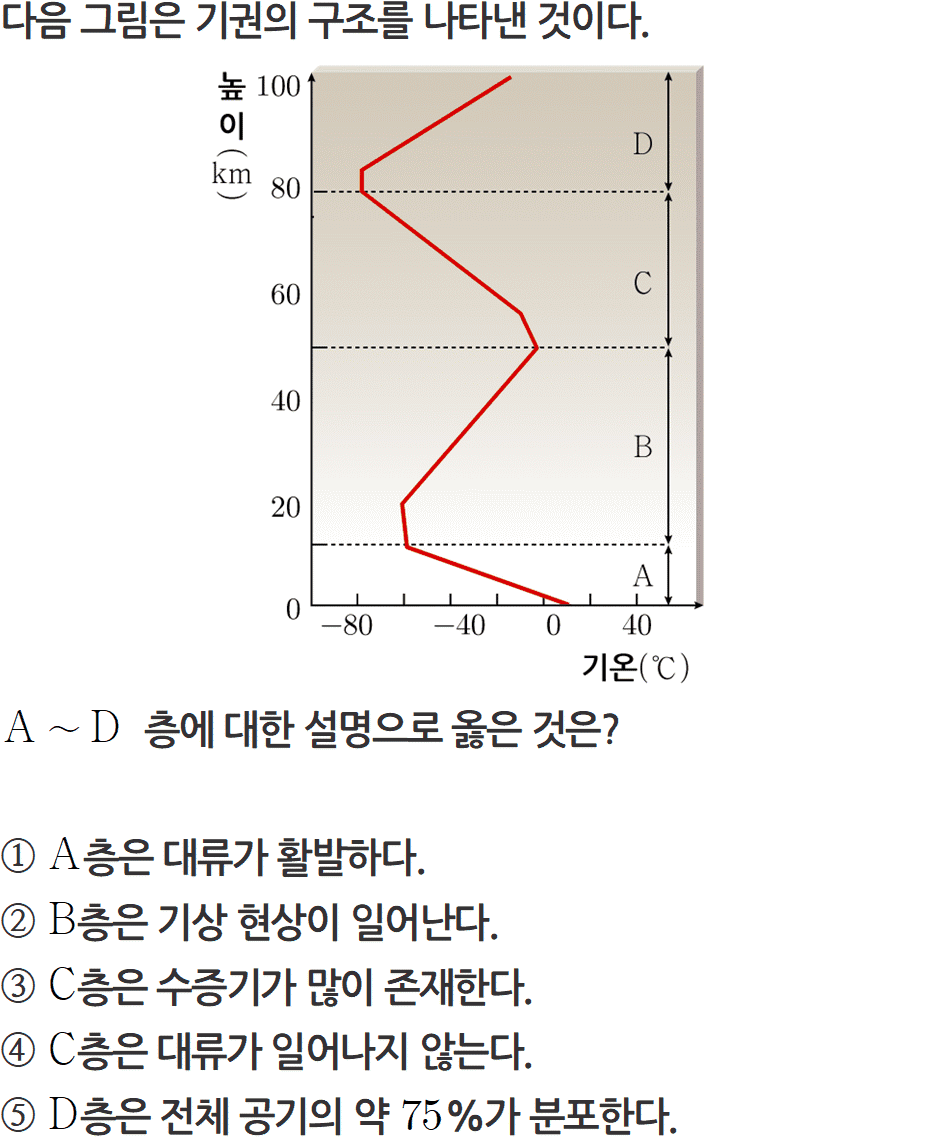 다음 그림은 기권의 구조를 나타낸 것이다.
높이(km)
100
80
60
40
20
0
D
C
B
A
−80 −40 0 40
기온(℃)
A ~ D 층에 대한 설명으로 옳은 것은?
① A층은 대류가 활발하다.
② B층은 기상 현상이 일어난다.
③ C층은 수증기가 많이 존재한다.
④ C층은 대류가 일어나지 않는다.
⑤ D층은 전체 공기의 약 75%가 분포한다.